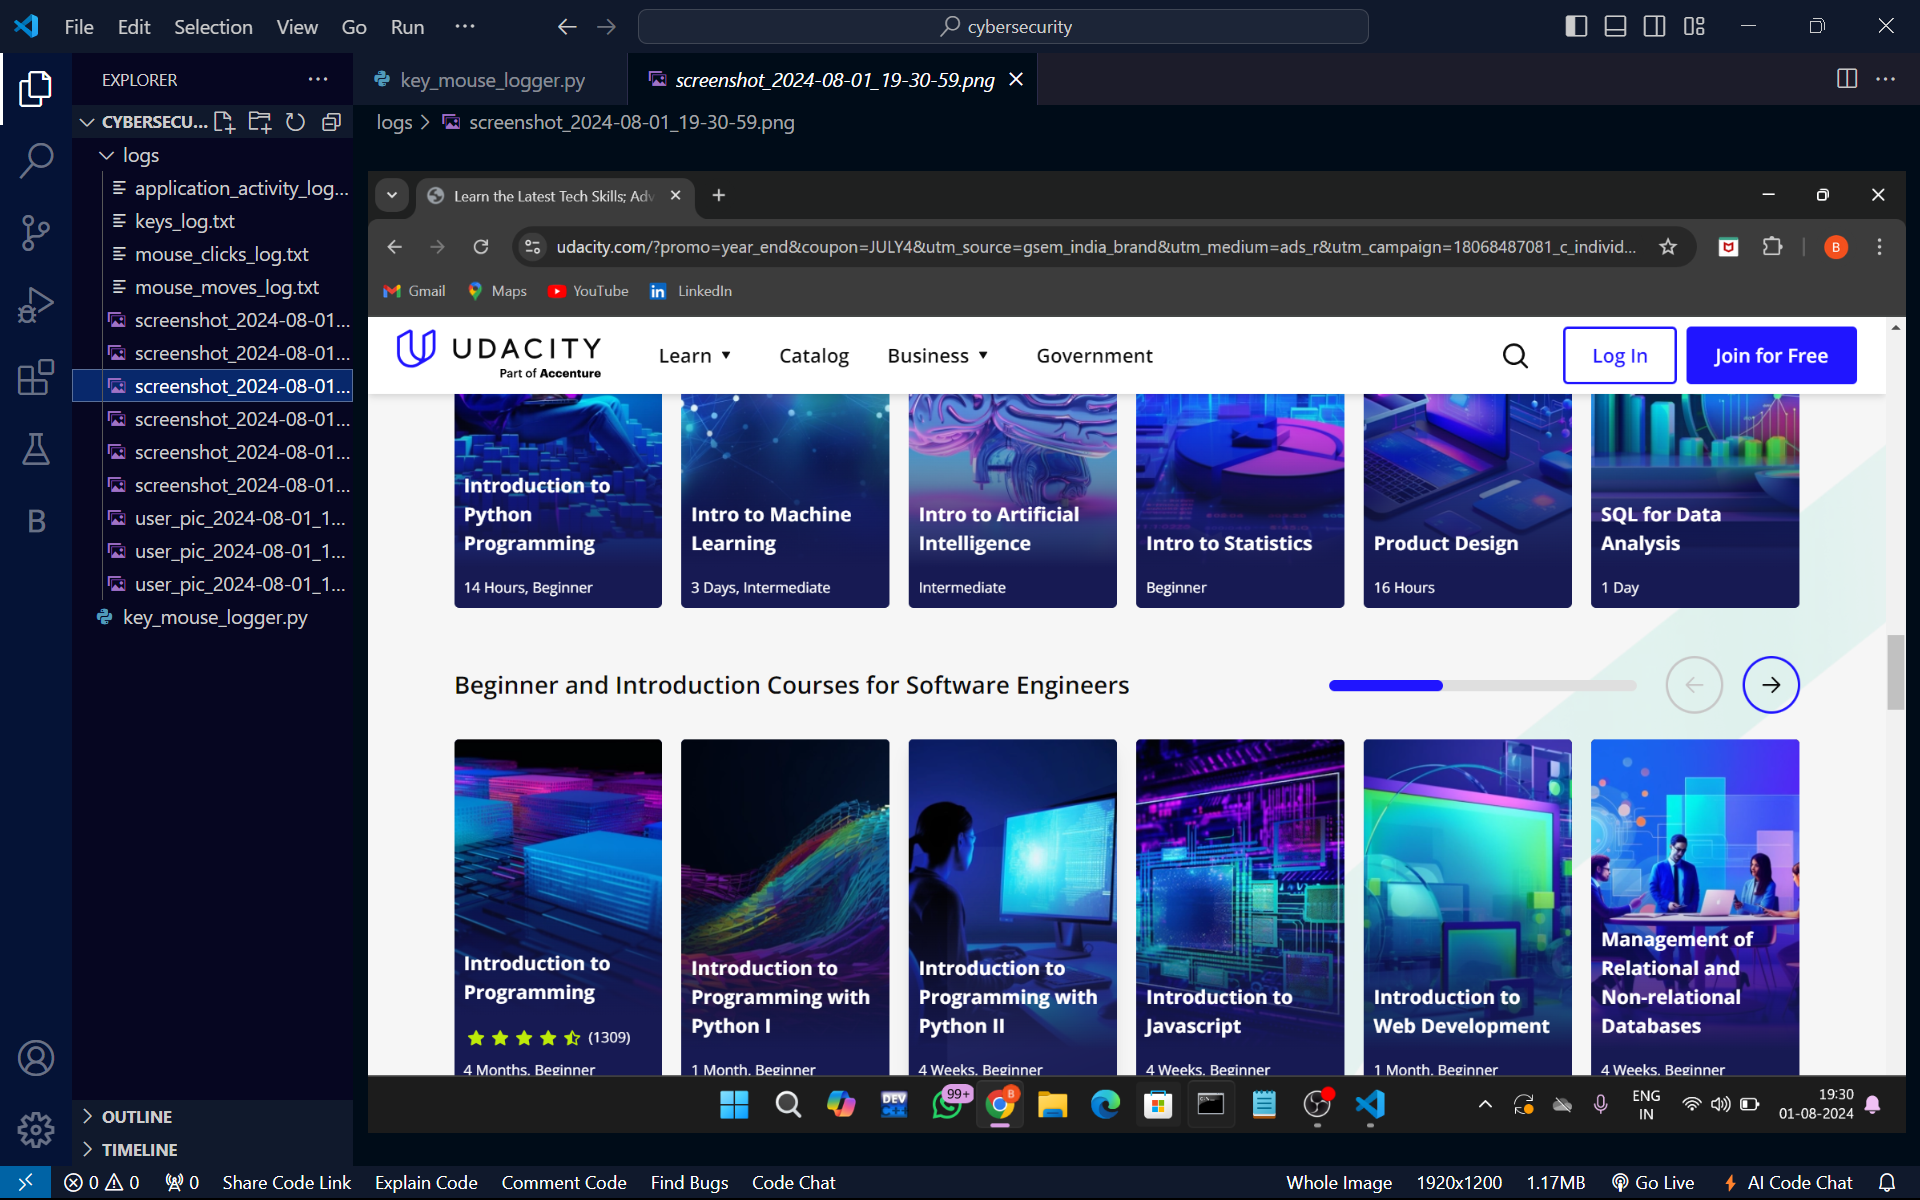 File Edit Selection View Go Run ··· cybersecurity
EXPLORER ···
key_mouse_logger.py
screenshot_2024-08-01_19-30-59.png
CYBERSECU...
logs > screenshot_2024-08-01_19-30-59.png
logs
application_activity_log...
keys_log.txt
mouse_clicks_log.txt
mouse_moves_log.txt
screenshot_2024-08-01...
screenshot_2024-08-01...
screenshot_2024-08-01...
screenshot_2024-08-01...
screenshot_2024-08-01...
screenshot_2024-08-01...
user_pic_2024-08-01_1...
user_pic_2024-08-01_1...
user_pic_2024-08-01_1...
key_mouse_logger.py
B
OUTLINE
TIMELINE
Learn the Latest Tech Skills; Adv
udacity.com/?promo=year_end&coupon=JULY4&utm_source=gsem_india_brand&utm_medium=ads_r&utm_campaign=18068487081_c_individ...
B
Gmail Maps YouTube LinkedIn
UDACITY
Part of Accenture
Learn Catalog Business Government Log In Join for Free
Introduction to
Python
Programming
14 Hours, Beginner
Intro to Machine
Learning
3 Days, Intermediate
Intro to Artificial
Intelligence
Intermediate
Intro to Statistics
Beginner
Product Design
16 Hours
SQL for Data
Analysis
1 Day
Beginner and Introduction Courses for Software Engineers
Introduction to
Programming
(1309)
4 Months, Beginner
Introduction to
Programming with
Python I
1 Month, Beginner
Introduction to
Programming with
Python II
4 Weeks, Beginner
Introduction to
Javascript
4 Weeks, Beginner
Introduction to
Web Development
1 Month, Beginner
Management of
Relational and
Non-relational
Databases
4 Weeks, Beginner
DEV
99+
B
ENG
IN
19:30
01-08-2024
0 0 0 Share Code Link Explain Code Comment Code Find Bugs Code Chat Whole Image 1920x1200 1.17MB Go Live AI Code Chat